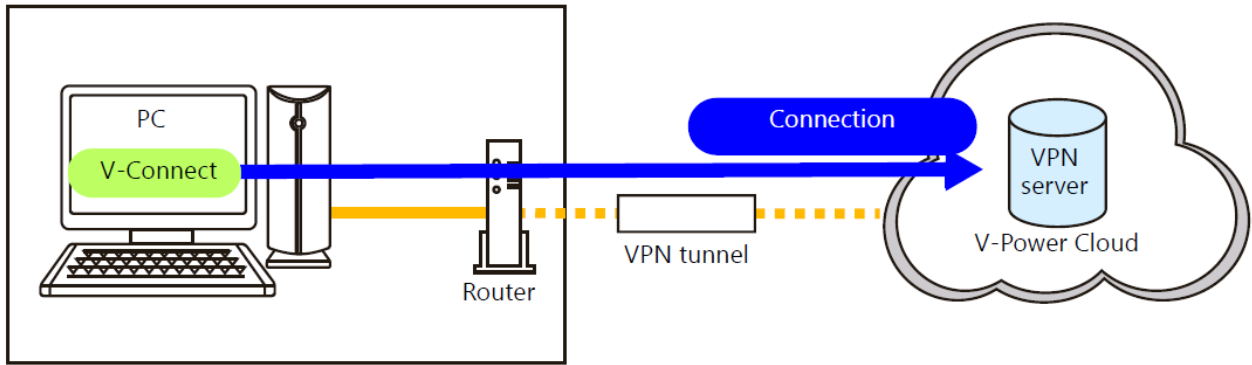 PC
V-Connect
Router
VPN tunnel
Connection
VPN
server
V-Power Cloud